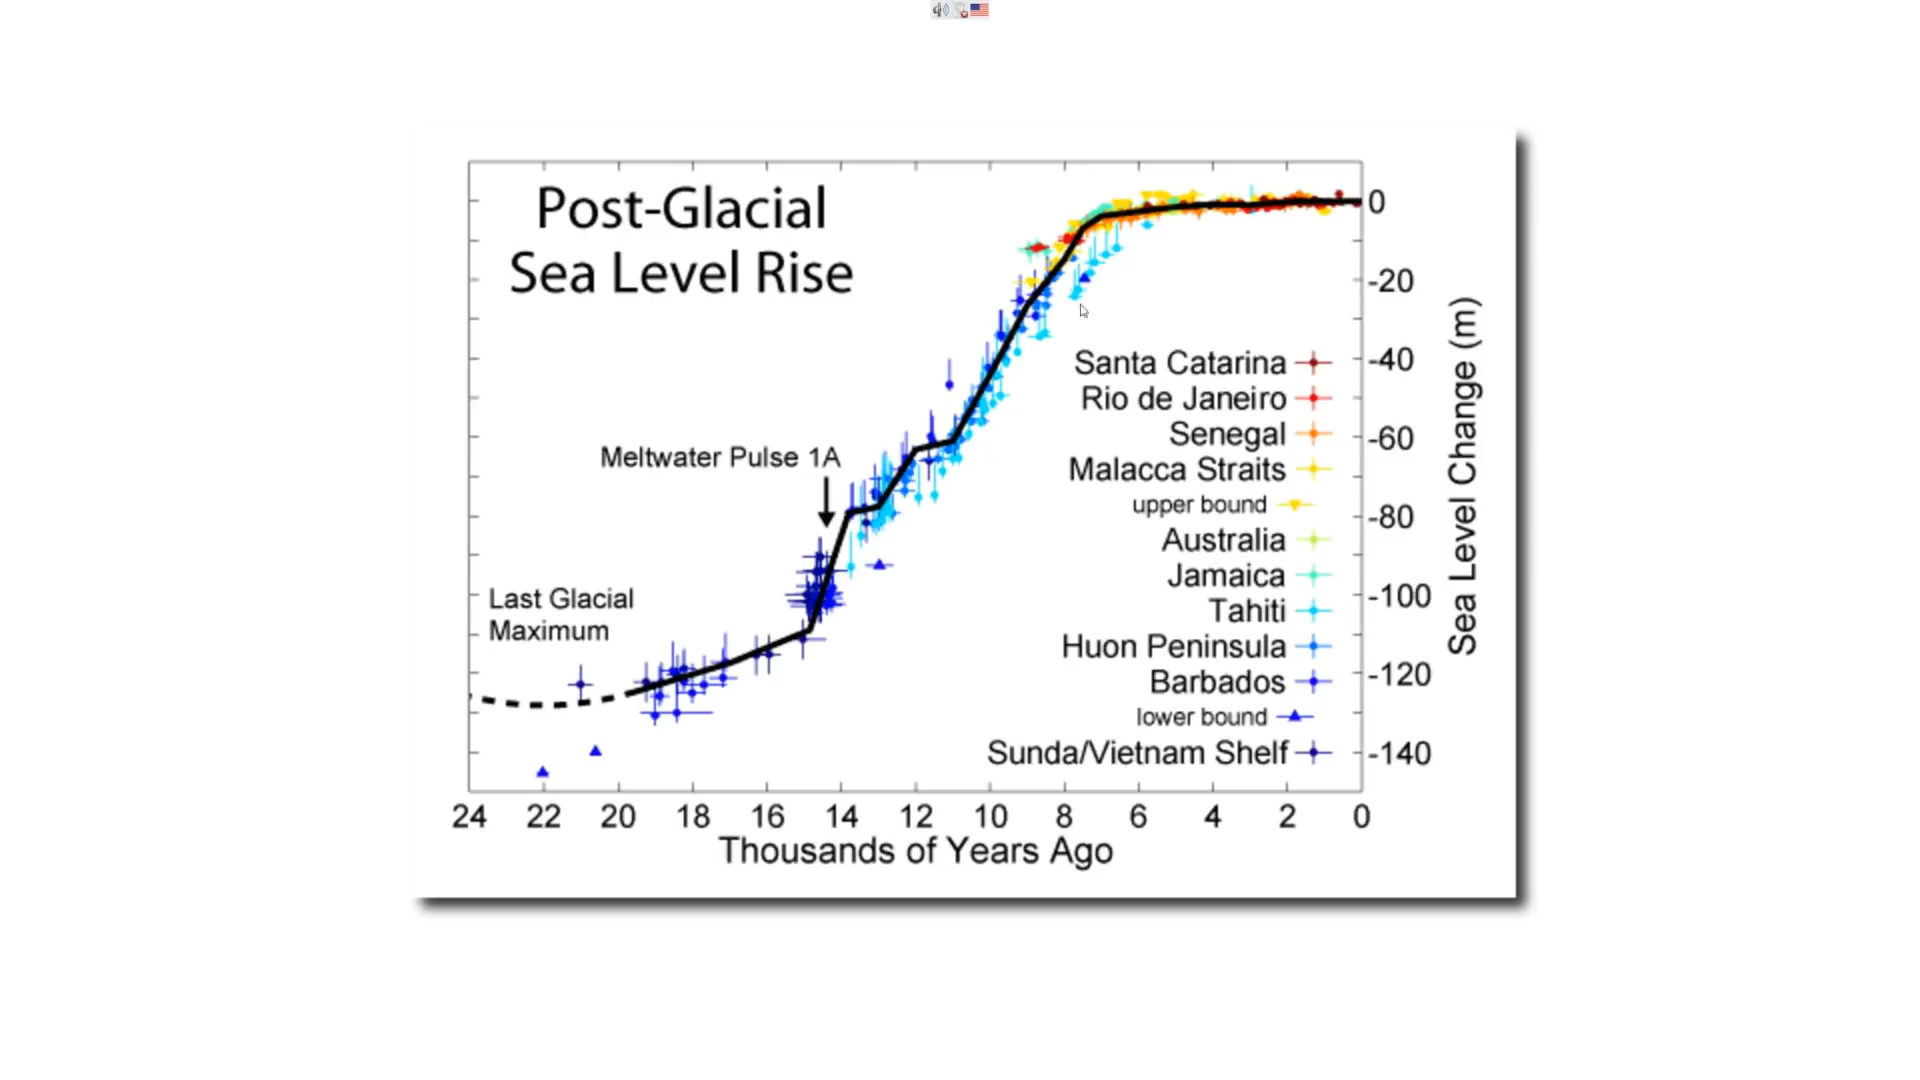 Post-Glacial
Sea Level Rise
Meltwater Pulse 1A
Last Glacial
Maximum
Santa Catarina
Rio de Janeiro
Senegal
Malacca Straits
upper bound
Australia
Jamaica
Tahiti
Huon Peninsula
Barbados
lower bound
Sunda/Vietnam Shelf
0
-20
-40
-60
-80
-100
-120
-140
Sea Level Change (m)
24 22 20 18 16 14 12 10 8 6 4 2 0
Thousands of Years Ago